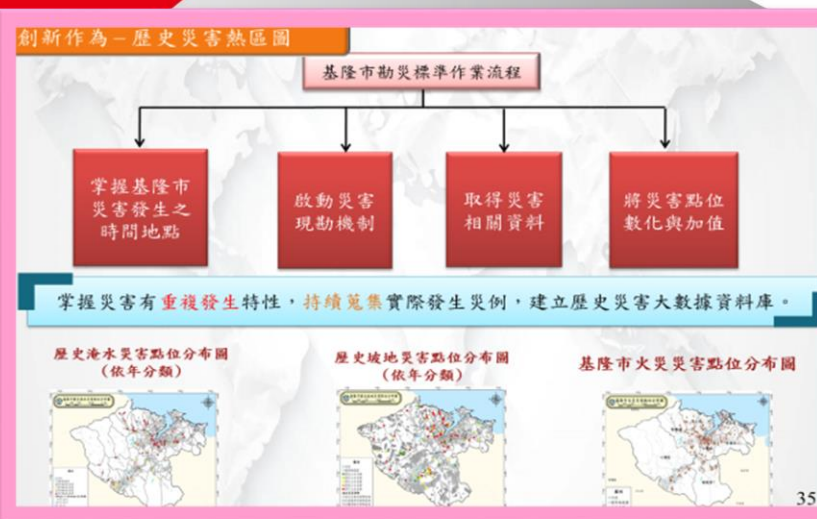 創新作為－歷史災害熱區圖
基隆市勘災標準作業流程
掌握基隆市
災害發生之
時間地點
啟動災害
現勘機制
取得災害
相關資料
將災害點位
數化與加值
掌握災害有重複發生特性，持續蒐集實際發生災例，建立歷史災害大數據資料庫。
歷史淹水災害點位分布圖
(依年分類)
歷史坡地災害點位分布圖
(依年分類)
基隆市火災災害點位分布圖
35